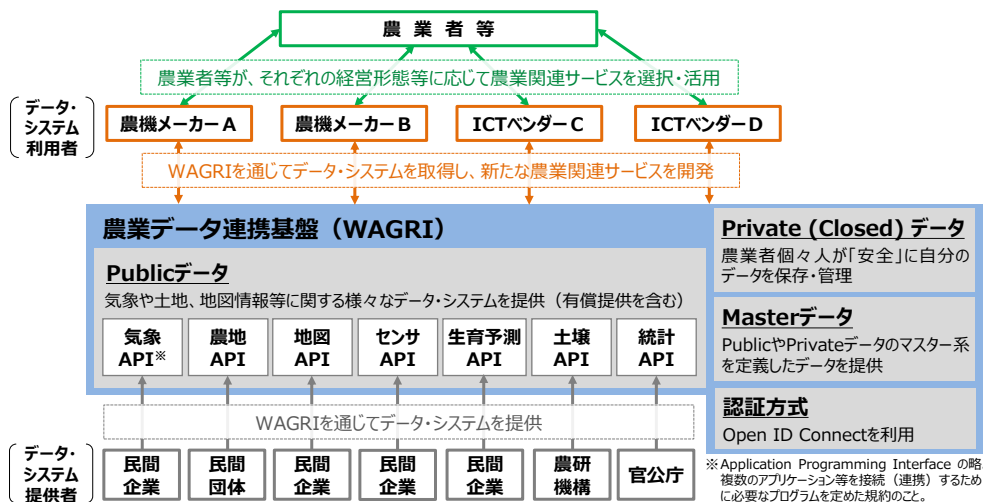 農業者等
農業者等が、それぞれの経営形態等に応じて農業関連サービスを選択・活用
データ・
システム
利用者
農機メーカーA
農機メーカーB
ICTベンダーC
ICTベンダーD
WAGRIを通じてデータ・システムを取得し、新たな農業関連サービスを開発
農業データ連携基盤（WAGRI）
Publicデータ
気象や土地、地図情報等に関する様々なデータ・システムを提供（有償提供を含む）
気象
API※
農地
API
地図
API
センサ
API
生育予測
API
土壌
API
統計
API
Private (Closed) データ
農業者個々人が「安全」に自分の
データを保存・管理
Masterデータ
PublicやPrivateデータのマスター系
を定義したデータを提供
認証方式
Open ID Connectを利用
WAGRIを通じてデータ・システムを提供
データ・
システム
提供者
民間
企業
民間
団体
民間
企業
民間
企業
民間
企業
農研
機構
官公庁
※Application Programming Interface の略
複数のアプリケーション等を接続（連携）するため
に必要なプログラムを定めた規約のこと。